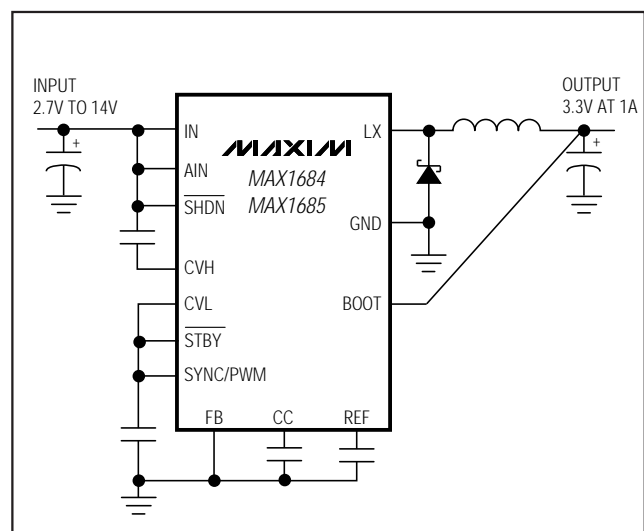 INPUT
2.7V TO 14V
OUTPUT
3.3V AT 1A
IN
LX
MAXIM
AIN
MAX1684
SHDN
MAX1685
GND
CVH
CVL
BOOT
STBY
SYNC/PWM
FB
CC
REF
+
+